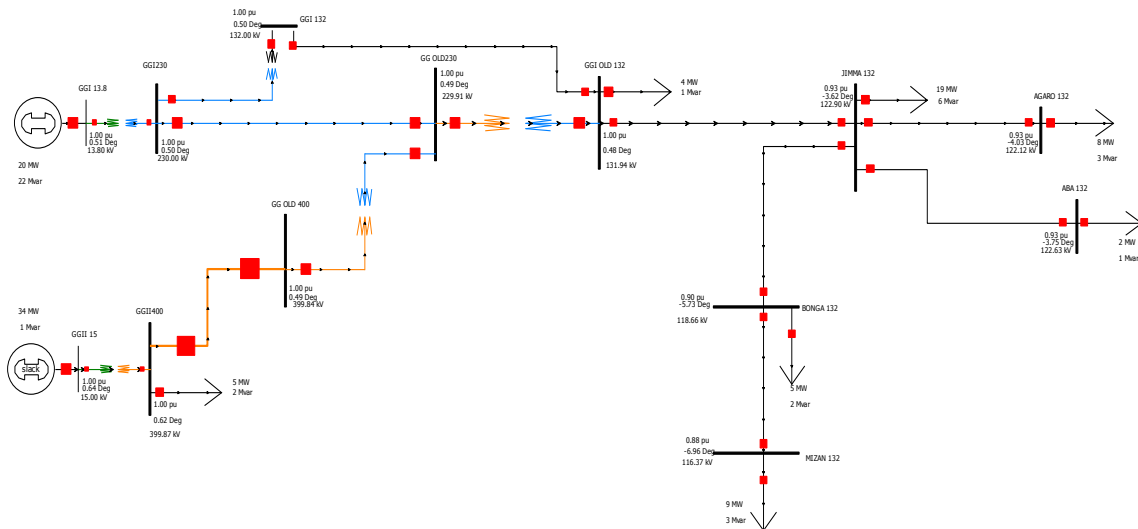 1.00 pu
0.50 Deg
132.00 kV
GGI 132
GGI 13.8
1.00 pu
0.51 Deg
13.80 kV
20 MW
22 Mvar
GGI230
1.00 pu
0.50 Deg
230.00 kV
GG OLD230
1.00 pu
0.49 Deg
229.91 kV
GGI OLD 132
1.00 pu
0.48 Deg
131.94 kV
4 MW
1 Mvar
JIMMA 132
0.93 pu
-3.62 Deg
122.90 kV
19 MW
6 Mvar
AGARO 132
0.93 pu
-4.03 Deg
122.12 kV
8 MW
3 Mvar
ABA 132
0.93 pu
-3.75 Deg
122.63 kV
2 MW
1 Mvar
GG OLD 400
1.00 pu
0.49 Deg
399.84 kV
34 MW
1 Mvar
slack
GGII 15
1.00 pu
0.64 Deg
15.00 kV
GGII400
1.00 pu
0.62 Deg
399.87 kV
5 MW
2 Mvar
0.90 pu
-5.73 Deg
118.66 kV
BONGA 132
5 MW
2 Mvar
0.88 pu
-6.96 Deg
116.37 kV
MIZAN 132
9 MW
3 Mvar